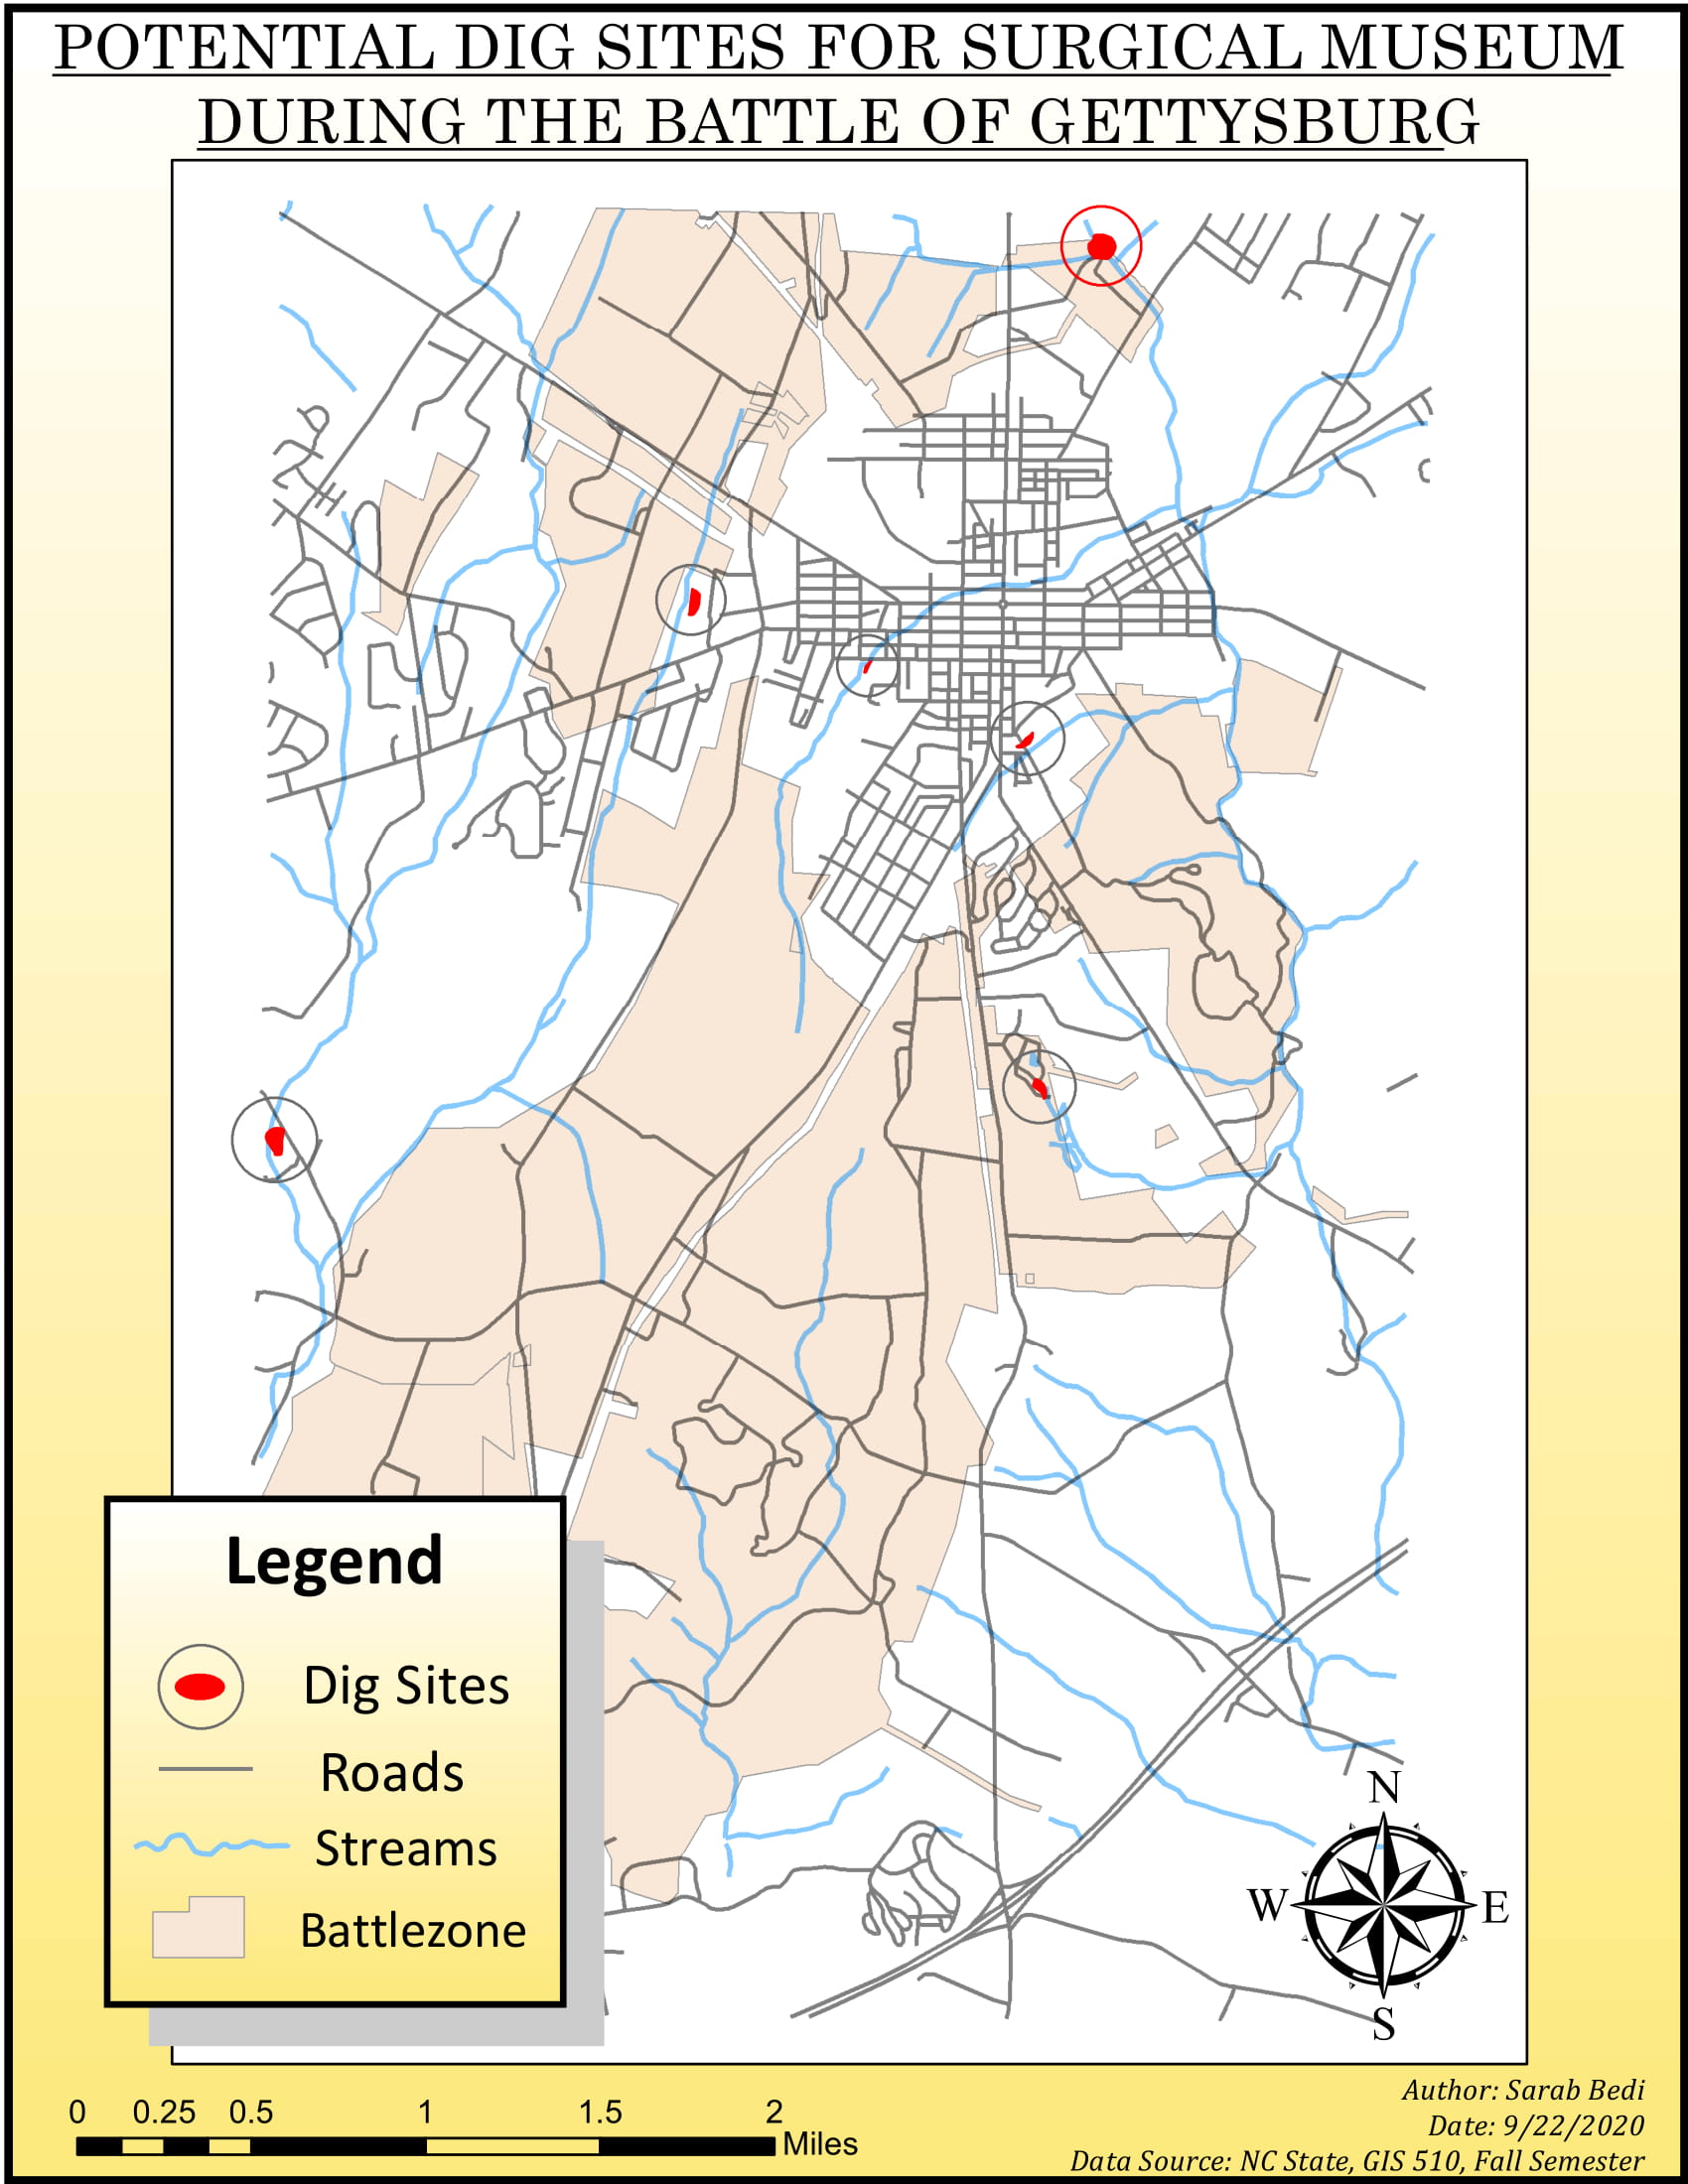 POTENTIAL DIG SITES FOR SURGICAL MUSEUM
DURING THE BATTLE OF GETTYSBURG
Legend
Dig Sites
Roads
Streams
Battlezone
N
W E
S
0 0.25 0.5 1 1.5 2
Miles
Author: Sarab Bedi
Date: 9/22/2020
Data Source: NC State, GIS 510, Fall Semester